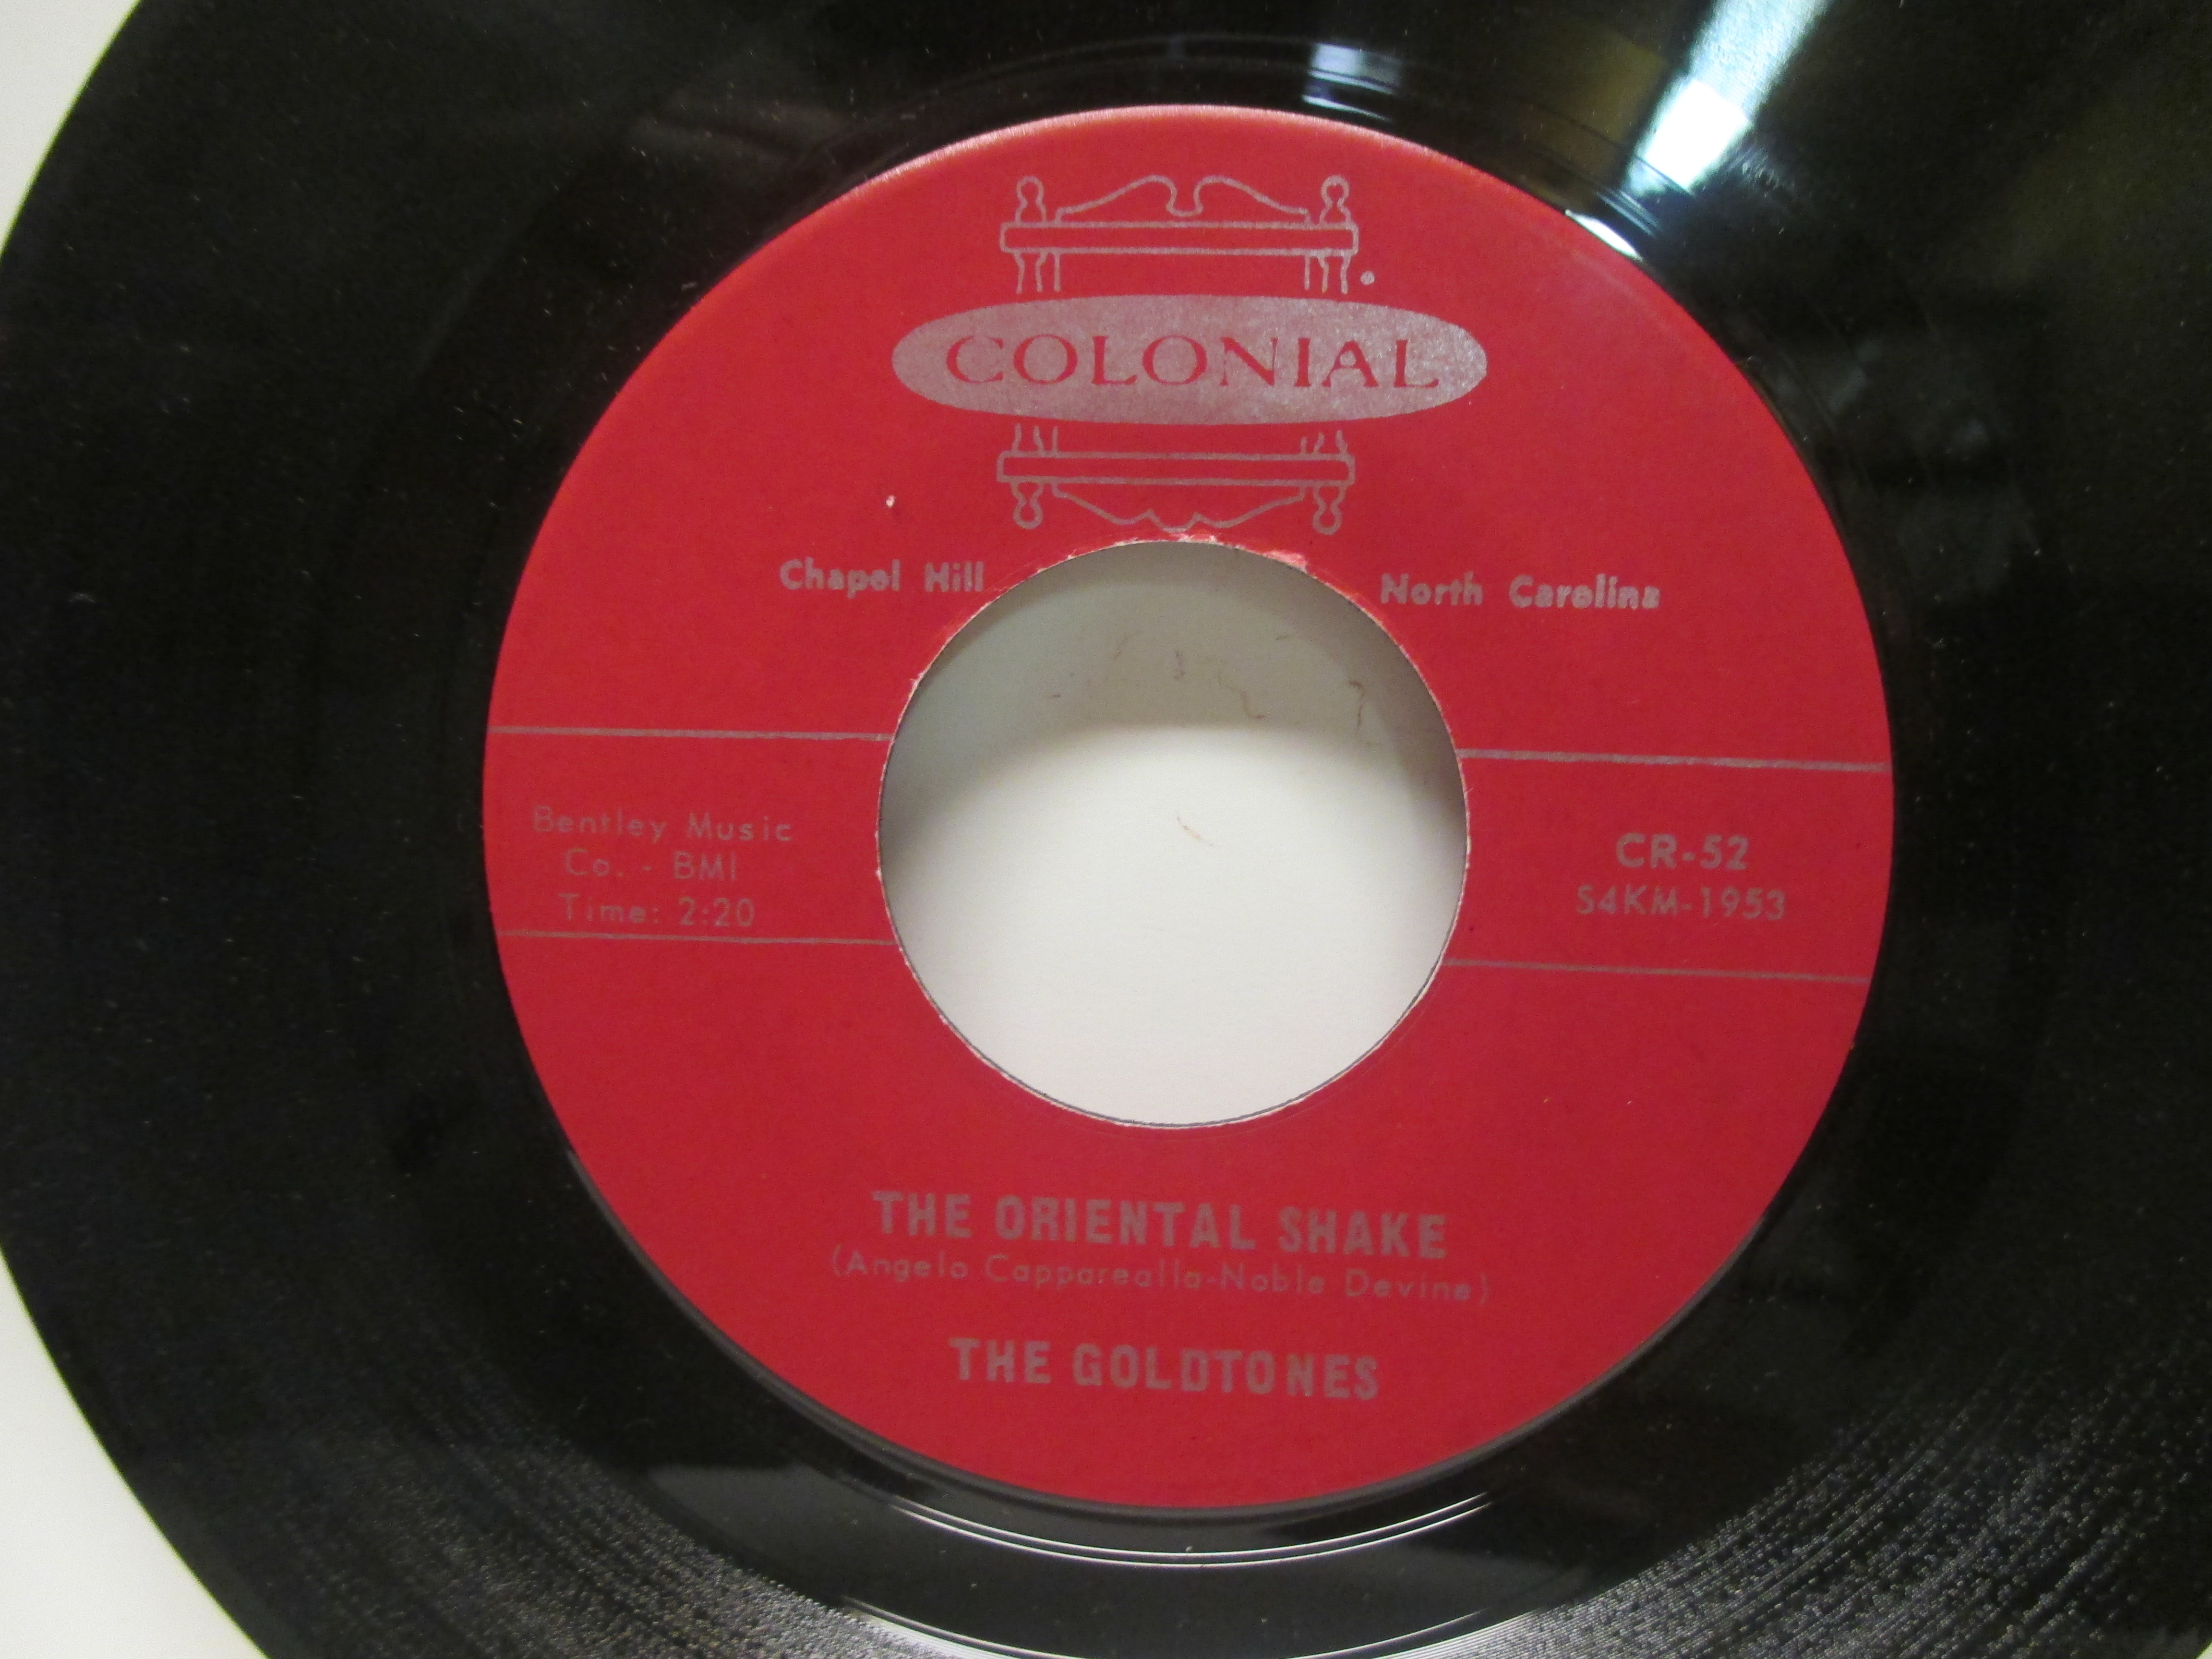 COLONIAL
Chapel Hill North Carolina
Bentley Music
Co. - BMI
Time: 2:20
CR-52
S4KM-1953
THE ORIENTAL SHAKE
(Angelo Capparealla-Noble Devine)
THE GOLDTONES